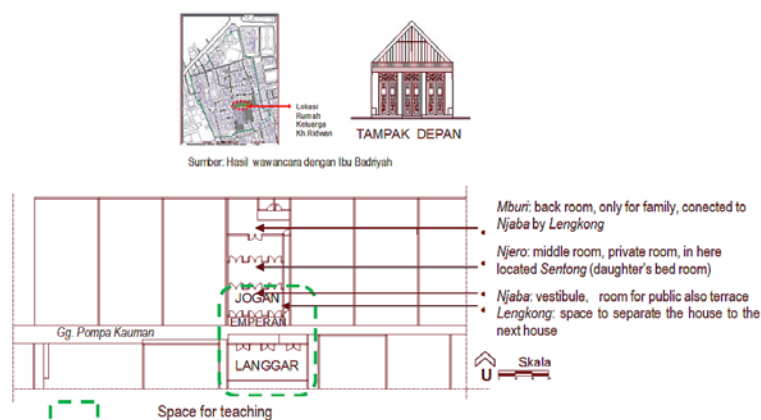 Lokasi
Rumah
Keluarga
Kh.Ridwan
TAMPAK DEPAN
Sumber: Hasil wawancara dengan Ibu Badriyah
Mburi: back room, only for family, conected to
Njaba by Lengkong
Njero: middle room, private room, in here
located Sentong (daughter's bed room)
Njaba: vestibule, room for public also terrace
Lengkong: space to separate the house to the
next house
JOGAN
EMPERAN
Gg. Pompa Kauman
LANGGAR
U
Skala
Space for teaching